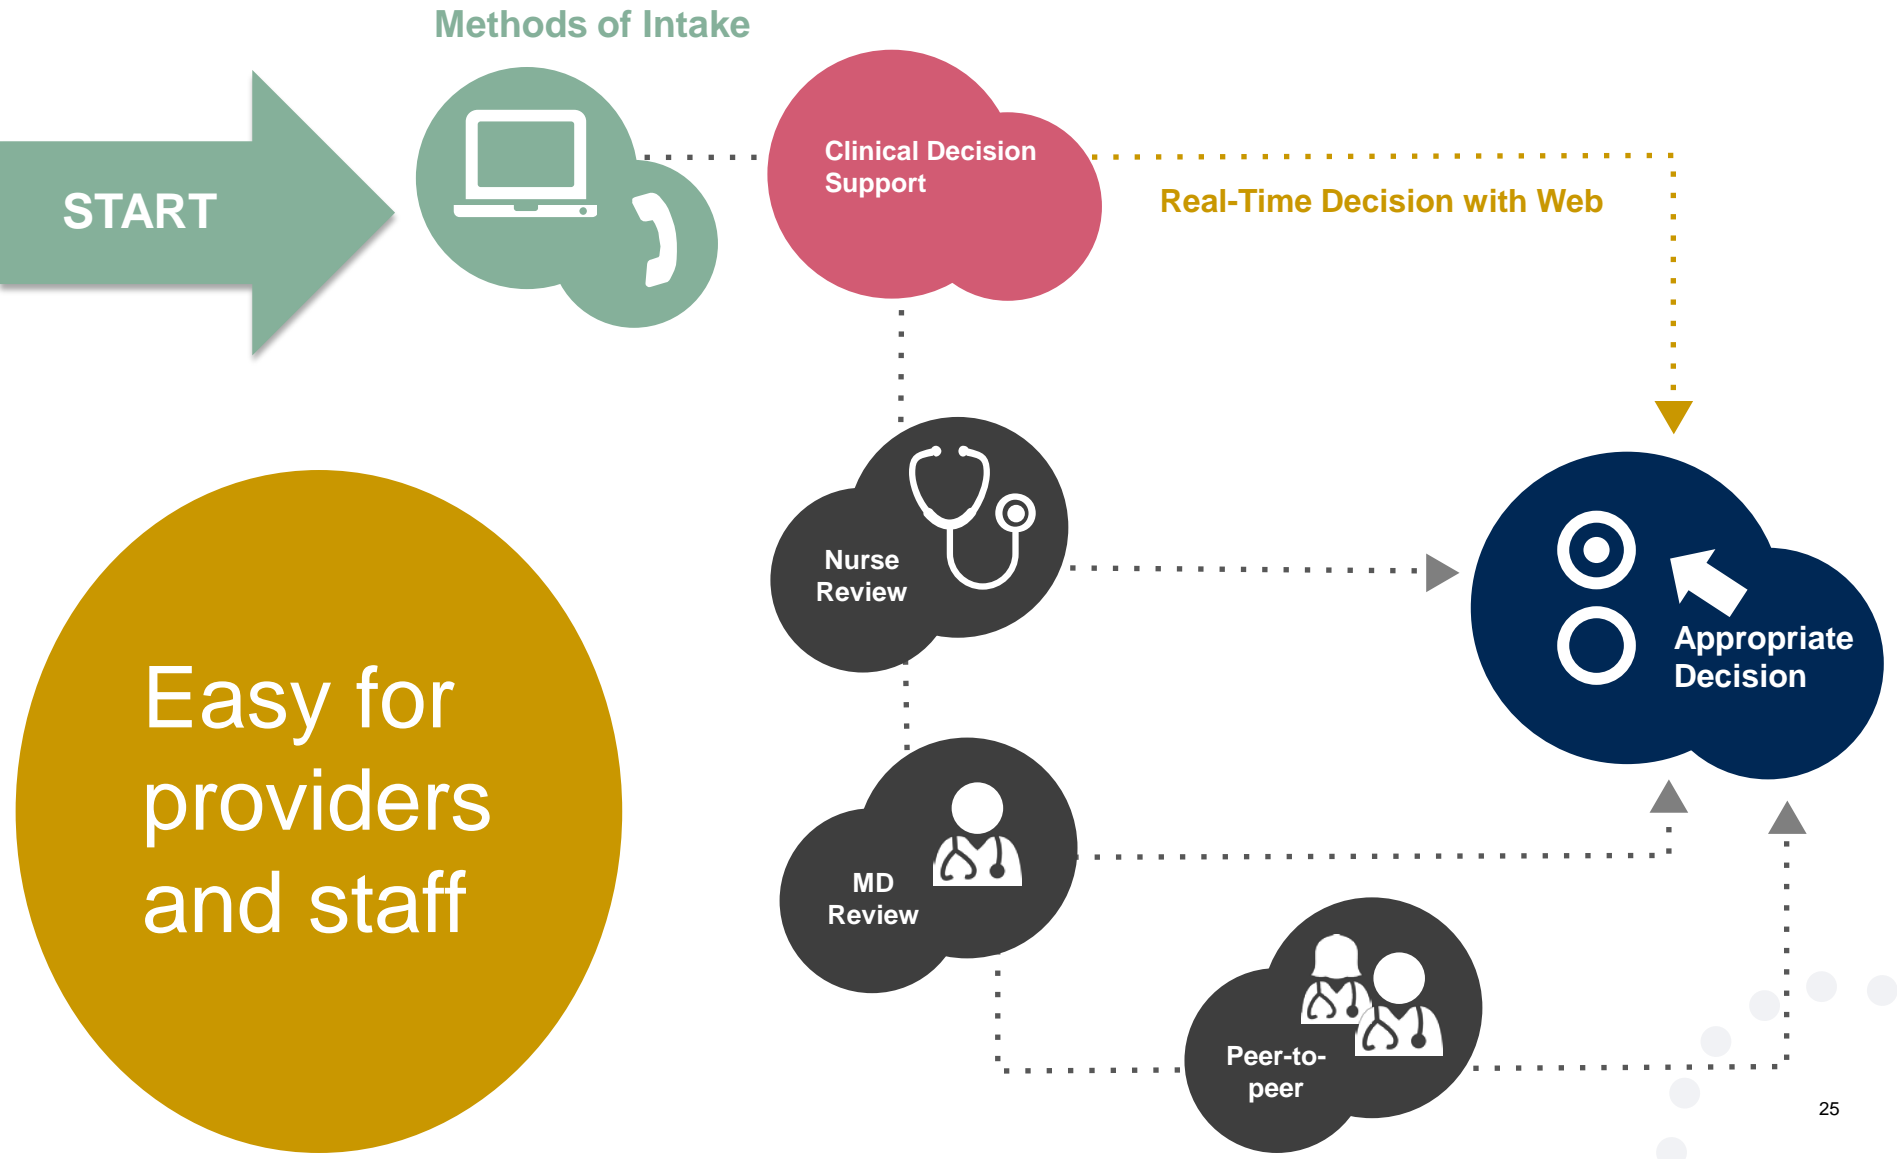 Methods of Intake
START
Clinical Decision
Support
Real-Time Decision with Web
Nurse
Review
Appropriate
Decision
Easy for
providers
and staff
MD
Review
Peer-to-
peer
25